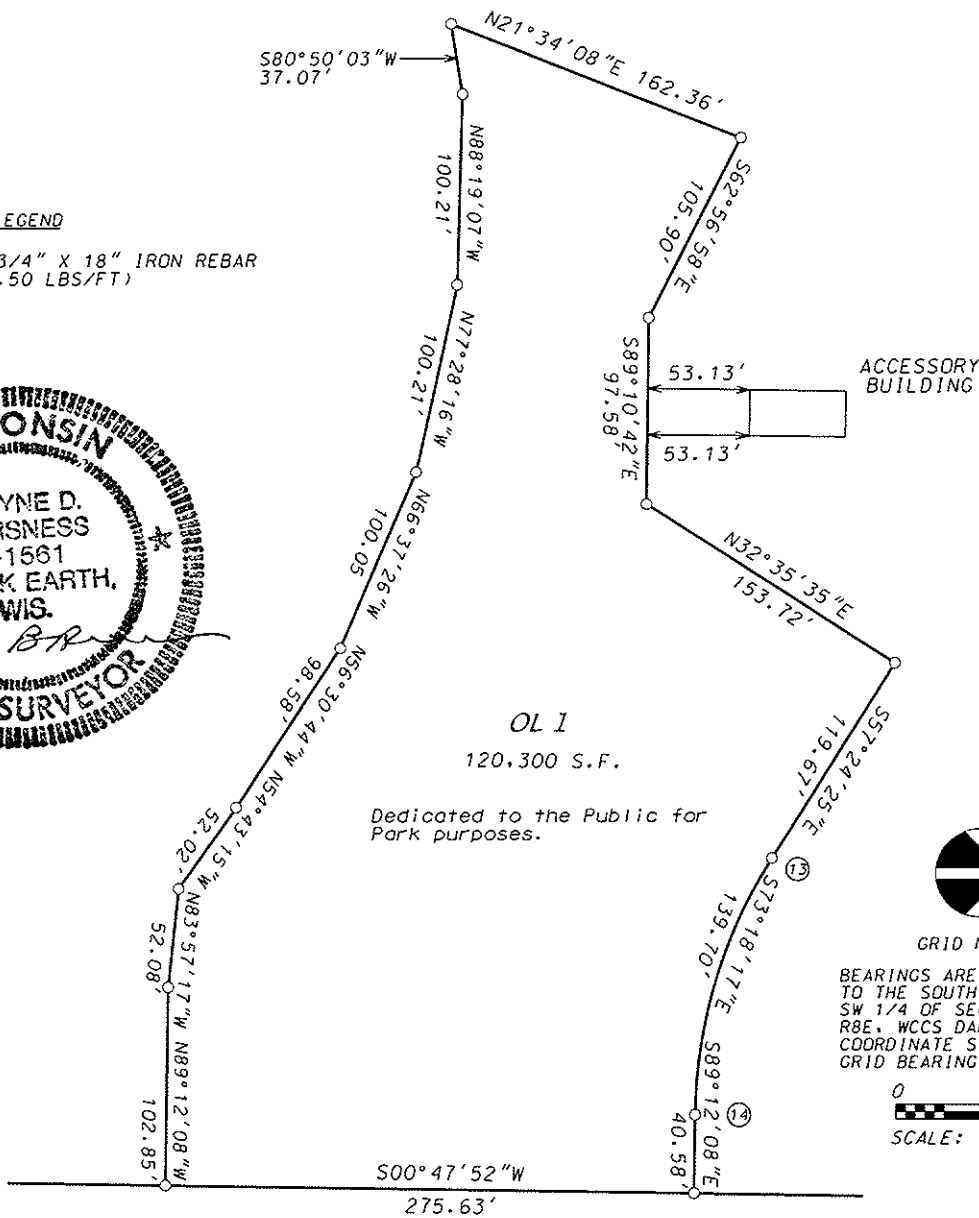 N21°34'08"E 162.36'
S80°50'03"W
37.07'
N88°19'07"W
100.21'
S62°56'58"E
105.90'
EGEND
3/4" X 18" IRON REBAR
.50 LBS/FT)
N77°28'16"W
100.21'
S89°10'42"E
97.58'
53.13'
53.13'
ACCESSORY
BUILDING
ONSIN
YNE D.
RSNESS
-1561
K EARTH,
WIS.
SURVEYOR
N66°37'26"W
100.05
N32°35'35"E
153.72'
N56°30'44"W
98.58'
OL 1
120,300 S.F.
Dedicated to the Public for
Park purposes.
S57°24'25"E
119.67'
N54°43'15"W
52.02'
13
S73°18'17"E
139.70'
N83°57'17"W
52.08'
GRID
BEARINGS ARE
TO THE SOUTH
SW 1/4 OF SE
R8E, WCCS DA
COORDINATE S
GRID BEARING
0
SCALE:
N89°12'08"W
102.85'
14
S89°12'08"E
40.58'
S00°47'52"W
275.63'